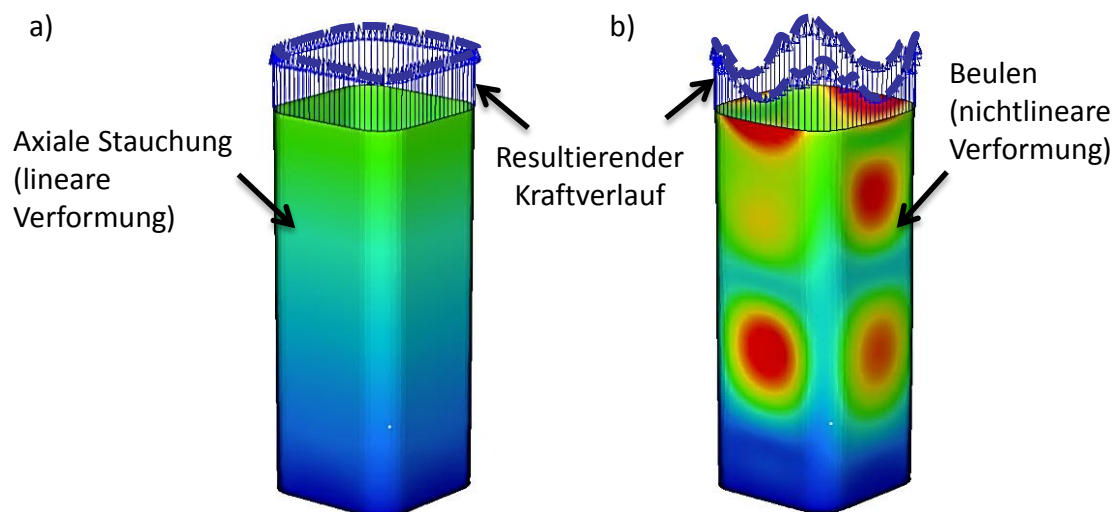 a)
b)
Axiale Stauchung
(lineare
Verformung)
Resultierender
Kraftverlauf
Beulen
(nichtlineare
Verformung)